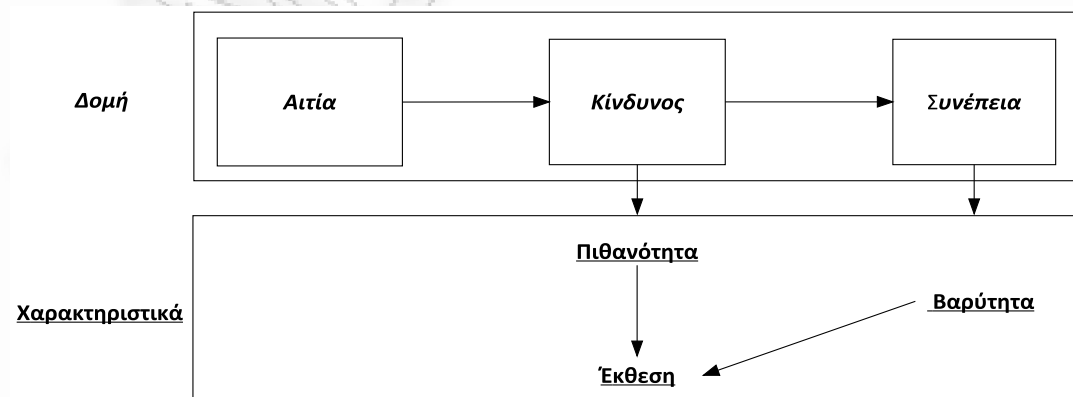 Δομή
Αιτία
Κίνδυνος
Συνέπεια
Πιθανότητα
Χαρακτηριστικά
Βαρύτητα
Έκθεση